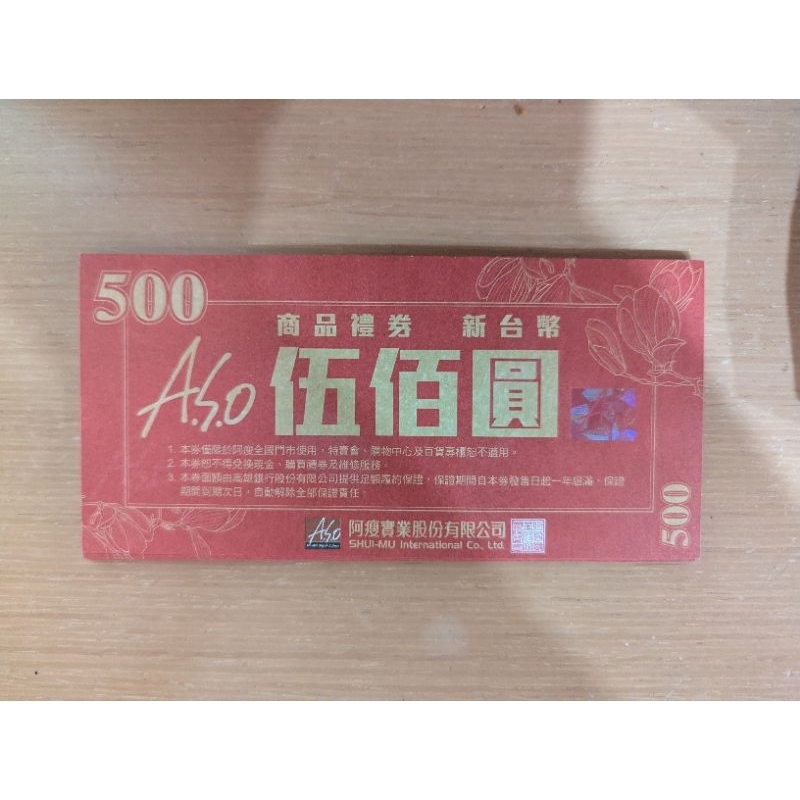 500
商品禮券 新台幣
A.S.O 伍佰圓
1. 本券僅限於阿瘦全國門市使用，特賣會、購物中心及百貨專櫃恕不適用。
2. 本券恕不得兌換現金、購買禮券及維修服務。
3. 本券面額由高雄銀行股份有限公司提供足額履約保證，保證期間自本券發售日起一年屆滿，保證
期間到期次日，自動解除全部保證責任。
500
ASO 阿瘦實業股份有限公司
SHUI-MU International Co., Ltd.